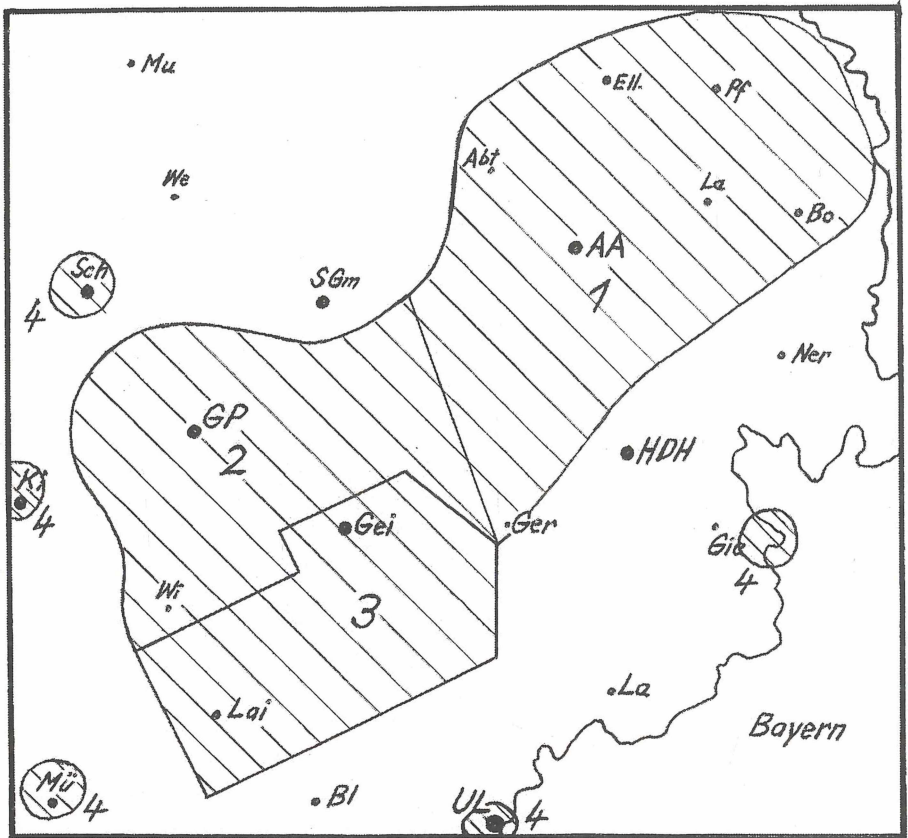 Mu
Ell.
Pf
Abt
We
La
Bo
AA
Sch
SGm
1
4
Ner
GP
2
HDH
Ki
4
Gei
Ger
Gie
4
Wi
3
Lai
La
Bayern
Mü
4
Bl
UL
4